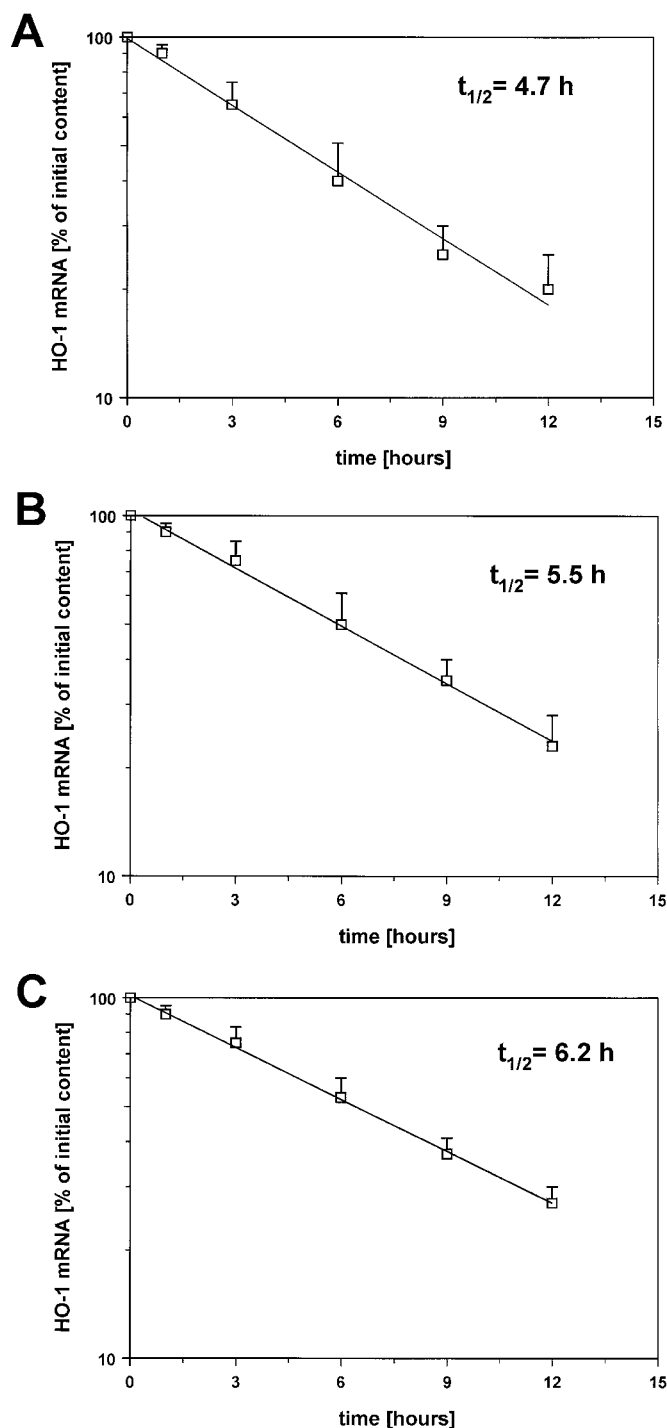 A
100
10
HO-1 mRNA [% of initial content]
t1/2= 4.7 h
0 3 6 9 12 15
time [hours]
B
100
10
HO-1 mRNA [% of initial content]
t1/2= 5.5 h
0 3 6 9 12 15
time [hours]
C
100
10
HO-1 mRNA [% of initial content]
t1/2= 6.2 h
0 3 6 9 12 15
time [hours]